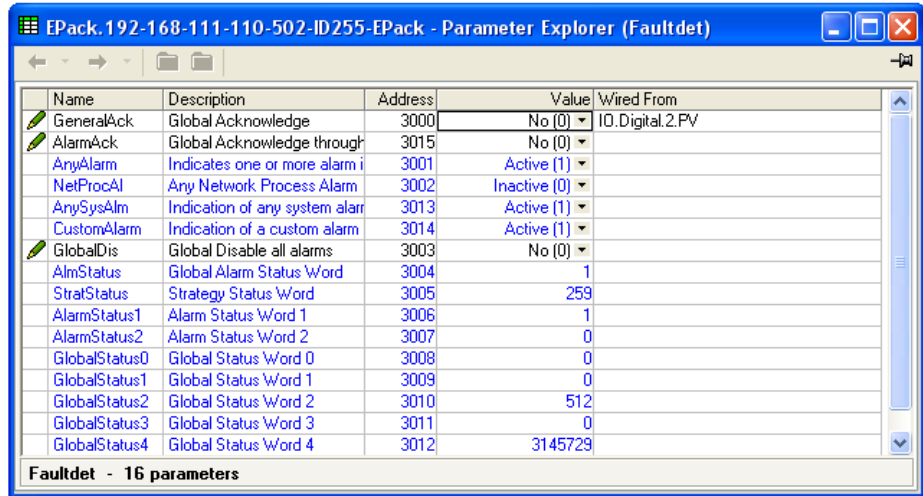 EPack.192-168-111-110-502-ID255-EPack - Parameter Explorer (Faultdet)
Name Description Address Value Wired From
GeneralAck Global Acknowledge 3000 No (0) IO.Digital.2.PV
AlarmAck Global Acknowledge through 3015 No (0)
AnyAlarm Indicates one or more alarm i 3001 Active (1)
NetProcAl Any Network Process Alarm 3002 Inactive (0)
AnySysAlm Indication of any system alarr 3013 Active (1)
CustomAlarm Indication of a custom alarm 3014 Active (1)
GlobalDis Global Disable all alarms 3003 No (0)
AlmStatus Global Alarm Status Word 3004 1
StratStatus Strategy Status Word 3005 259
AlarmStatus1 Alarm Status Word 1 3006 1
AlarmStatus2 Alarm Status Word 2 3007 0
GlobalStatus0 Global Status Word 0 3008 0
GlobalStatus1 Global Status Word 1 3009 0
GlobalStatus2 Global Status Word 2 3010 512
GlobalStatus3 Global Status Word 3 3011 0
GlobalStatus4 Global Status Word 4 3012 3145729
Faultdet - 16 parameters